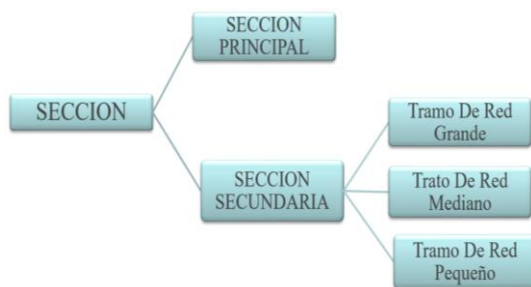 SECCION
PRINCIPAL
SECCION
SECCION
SECUNDARIA
Tramo De Red
Grande
Trato De Red
Mediano
Tramo De Red
Pequeño